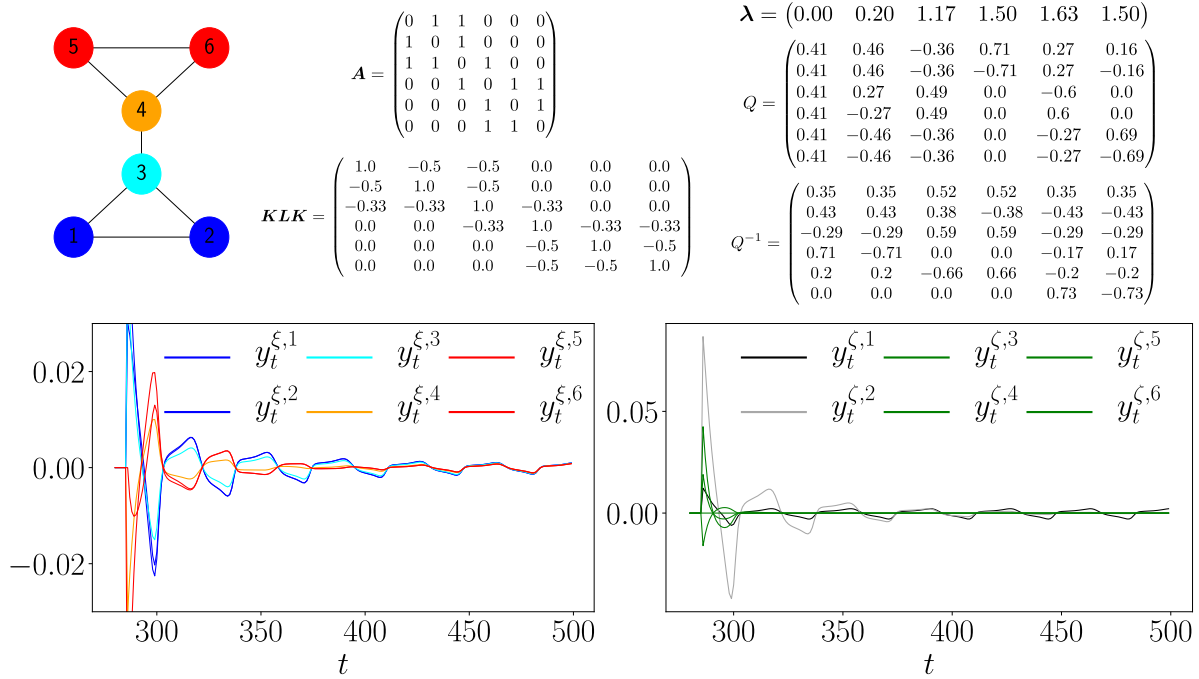 5 6
4
3
1 2
A =
0 1 1 0 0 0
1 0 1 0 0 0
1 1 0 1 0 0
0 0 1 0 1 1
0 0 0 1 0 1
0 0 0 1 1 0
KLK =
1.0 −0.5 −0.5 0.0 0.0 0.0
−0.5 1.0 −0.5 0.0 0.0 0.0
−0.33 −0.33 1.0 −0.33 0.0 0.0
0.0 0.0 −0.33 1.0 −0.33 −0.33
0.0 0.0 0.0 −0.5 1.0 −0.5
0.0 0.0 0.0 −0.5 −0.5 1.0
λ = (0.00 0.20 1.17 1.50 1.63 1.50)
Q =
0.41 0.46 −0.36 0.71 0.27 0.16
0.41 0.46 −0.36 −0.71 0.27 −0.16
0.41 0.27 0.49 0.0 −0.6 0.0
0.41 −0.27 0.49 0.0 0.6 0.0
0.41 −0.46 −0.36 0.0 −0.27 0.69
0.41 −0.46 −0.36 0.0 −0.27 −0.69
Q^{−1} =
0.35 0.35 0.52 0.52 0.35 0.35
0.43 0.43 0.38 −0.38 −0.43 −0.43
−0.29 −0.29 0.59 0.59 −0.29 −0.29
0.71 −0.71 0.0 0.0 −0.17 0.17
0.2 0.2 −0.66 0.66 −0.2 −0.2
0.0 0.0 0.0 0.0 0.73 −0.73
y_t^{ξ,1} y_t^{ξ,3} y_t^{ξ,5}
y_t^{ξ,2} y_t^{ξ,4} y_t^{ξ,6}
0.02
0.00
−0.02
300 350 400 450 500
t
y_t^{ζ,1} y_t^{ζ,3} y_t^{ζ,5}
y_t^{ζ,2} y_t^{ζ,4} y_t^{ζ,6}
0.05
0.00
300 350 400 450 500
t